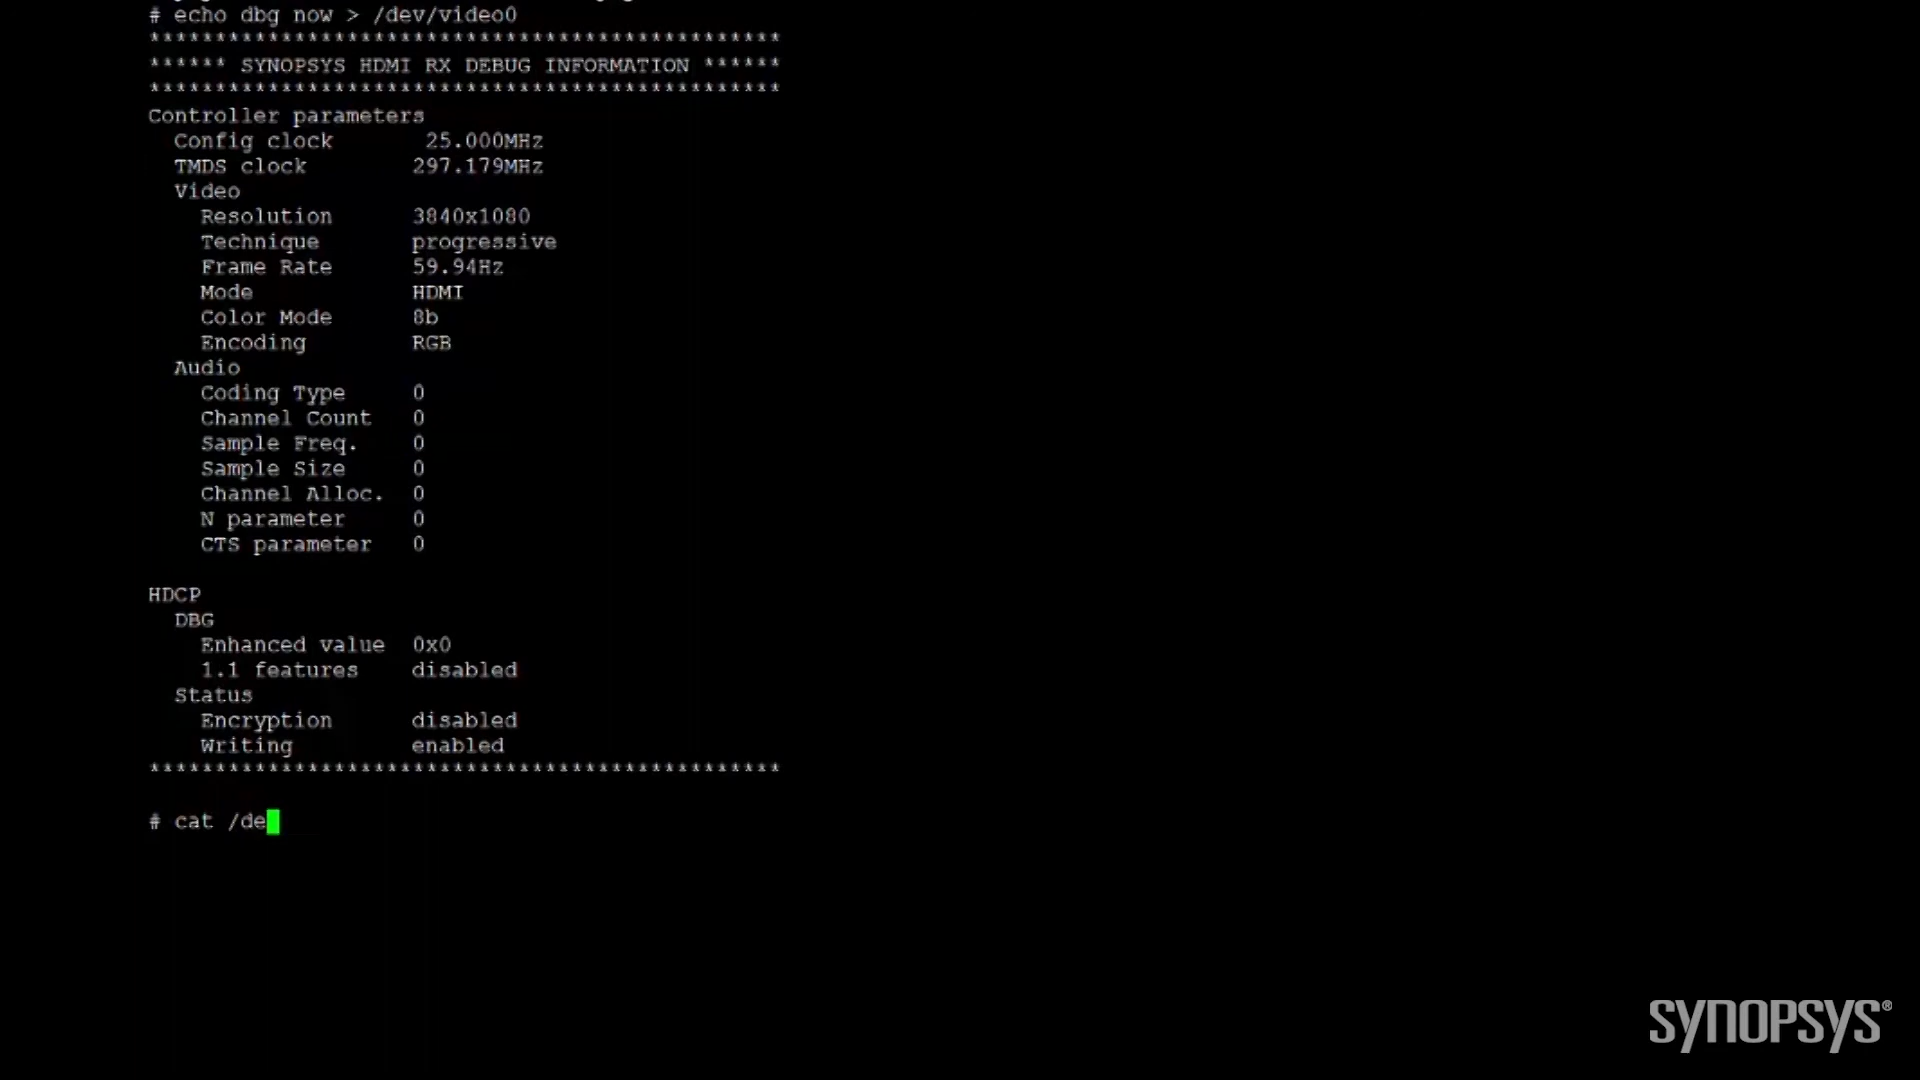 # echo dbg now > /dev/video0
************************************************
****** SYNOPSYS HDMI RX DEBUG INFORMATION ******
************************************************
Controller parameters
Config clock 25.000MHz
TMDS clock 297.179MHz
Video
Resolution 3840x1080
Technique progressive
Frame Rate 59.94Hz
Mode HDMI
Color Mode 8b
Encoding RGB
Audio
Coding Type 0
Channel Count 0
Sample Freq. 0
Sample Size 0
Channel Alloc. 0
N parameter 0
CTS parameter 0
HDCP
DBG
Enhanced value 0x0
1.1 features disabled
Status
Encryption disabled
Writing enabled
************************************************
# cat /de
SYNOPSYS®